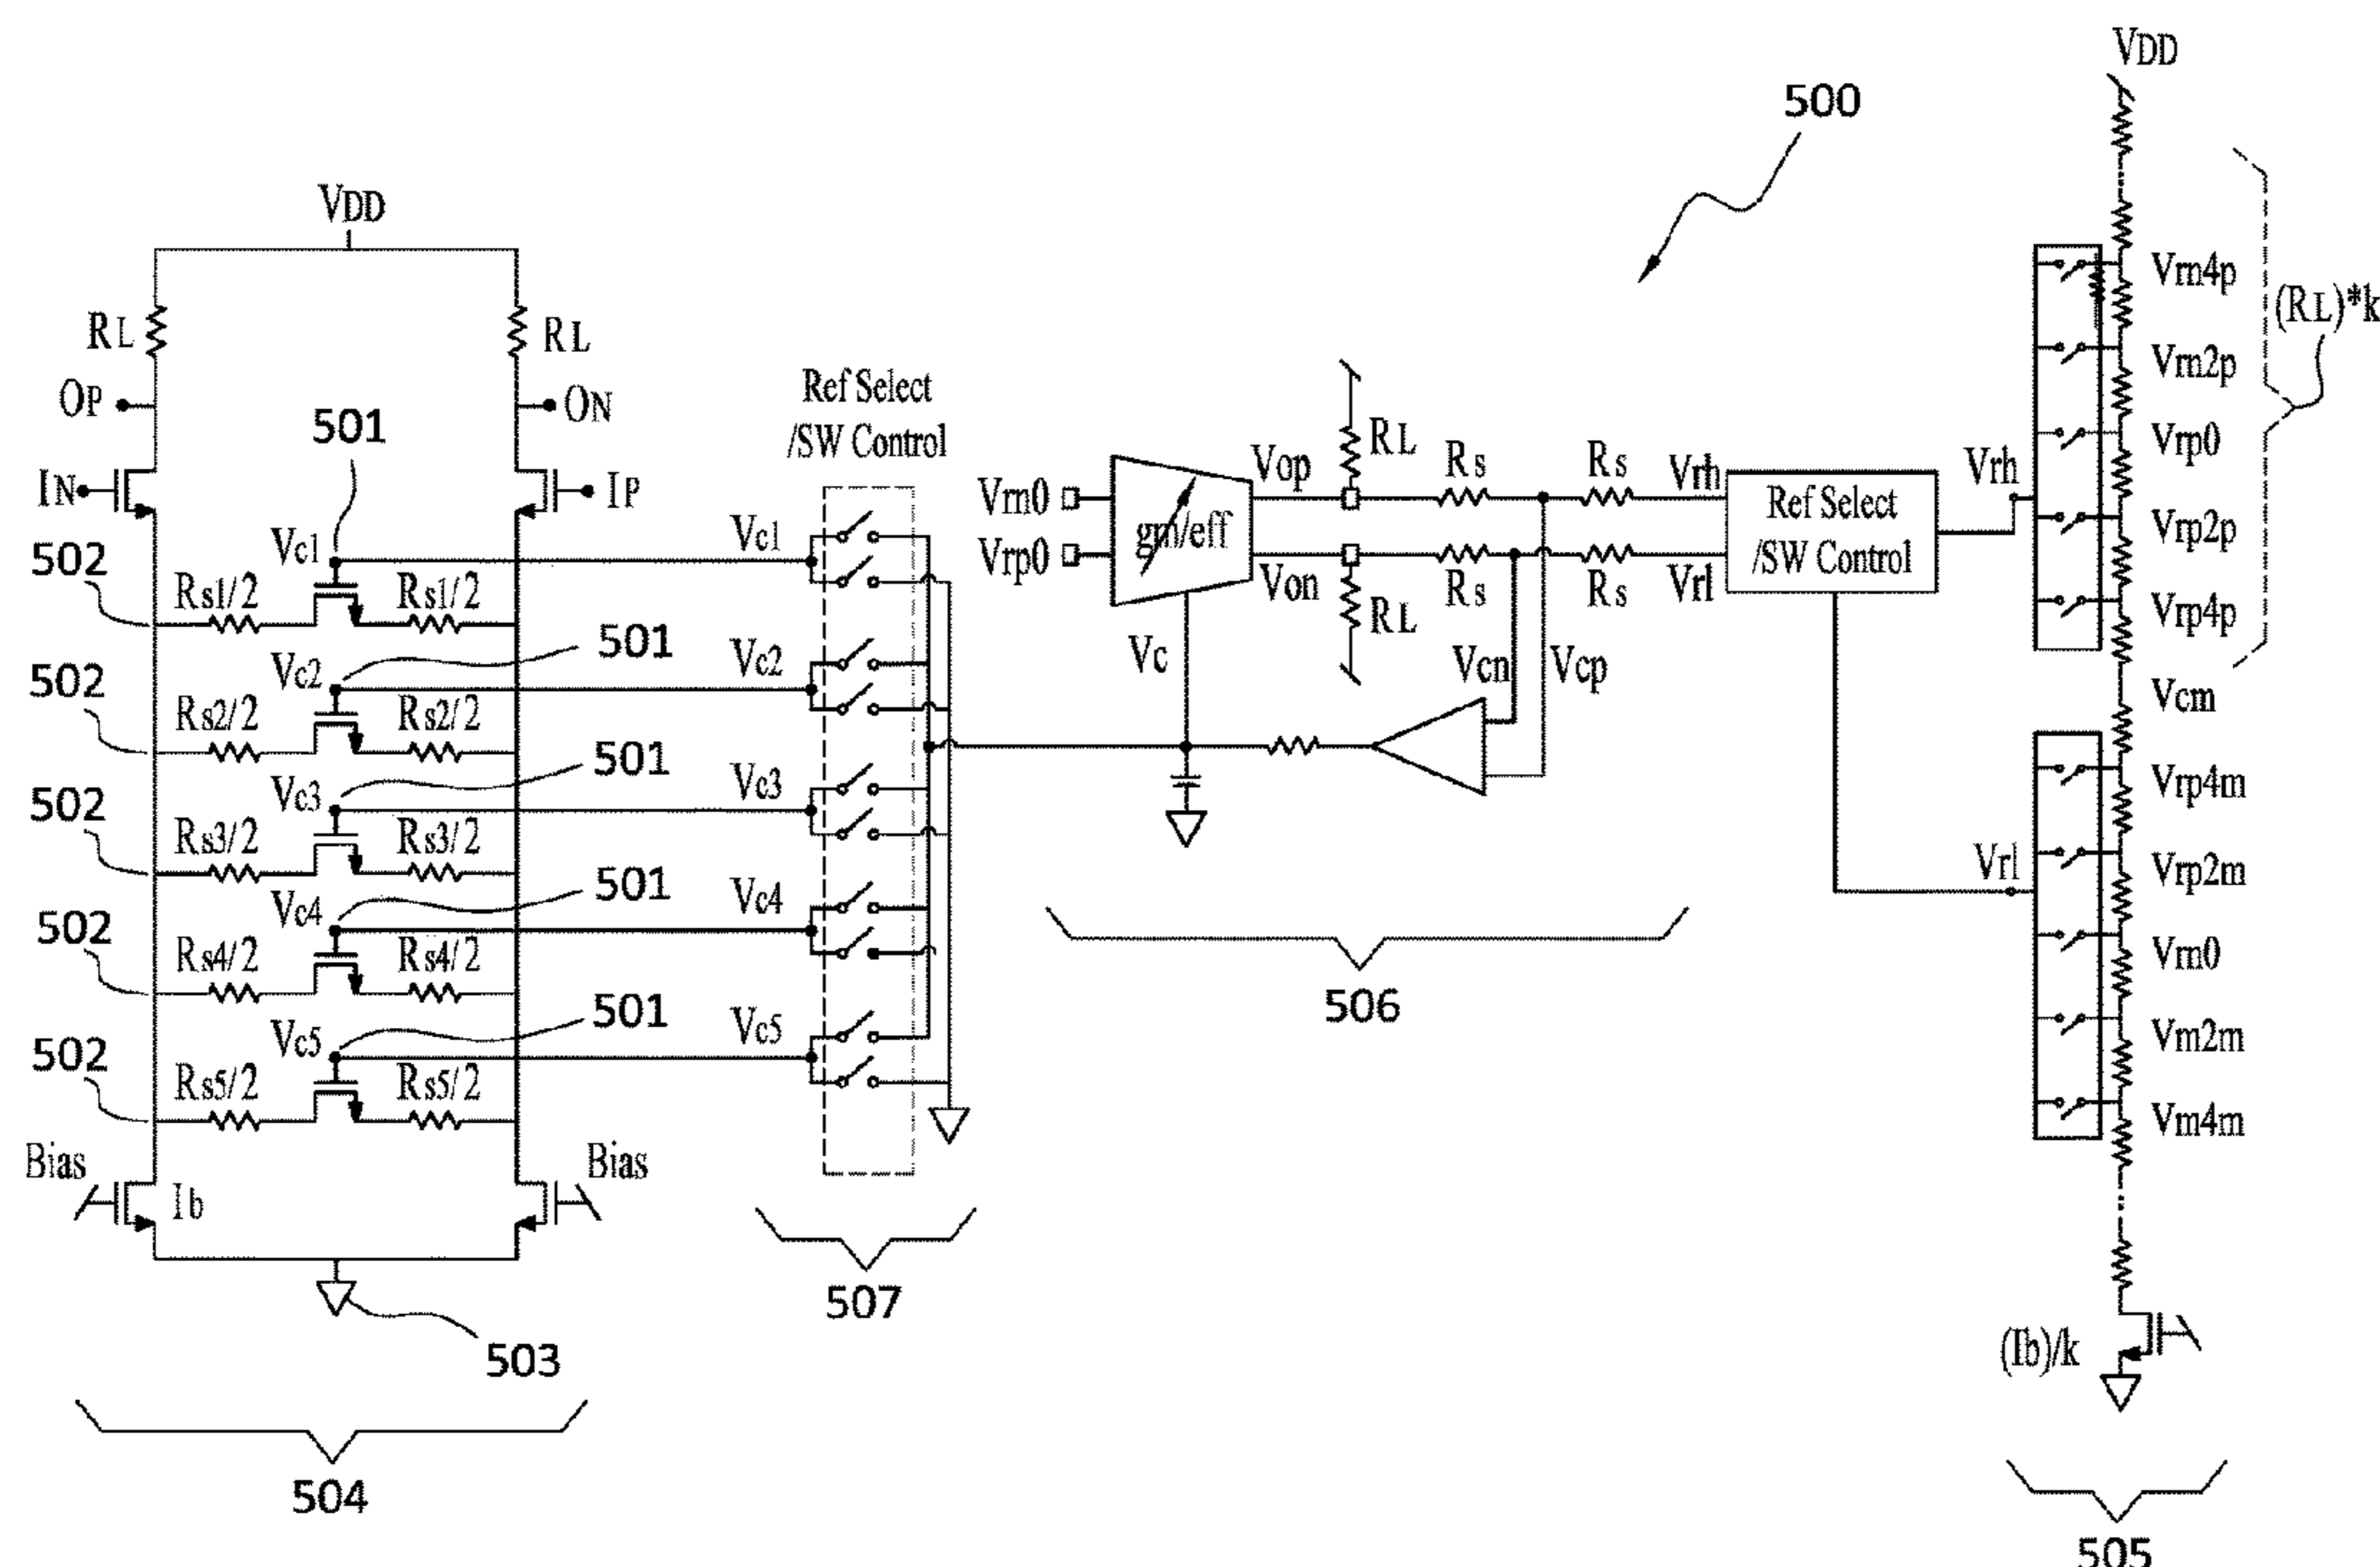 VDD
500
Vrn4p
(RL)*k
Vrn2p
Vrp0
Vrp2p
Vrp4p
Vcm
Vrp4m
Vrp2m
Vrn0
Vrn2m
Vrn4m
(Ib)/k
505
Vrh
Vrl
Ref Select
/SW Control
Vrh
Vrl
Rs
Rs
Rs
Rs
RL
RL
Vop
Von
gm/eff
Vrn0
Vrp0
Vc
Vcn
Vcp
506
Ref Select
/SW Control
Vc1
Vc2
Vc3
Vc4
Vc5
507
VDD
RL
RL
OP
ON
501
IN
IP
502
Vc1
Rs1/2
Rs1/2
501
502
Vc2
Rs2/2
Rs2/2
501
502
Vc3
Rs3/2
Rs3/2
501
502
Vc4
Rs4/2
Rs4/2
501
502
Vc5
Rs5/2
Rs5/2
Bias
Ib
Bias
503
504